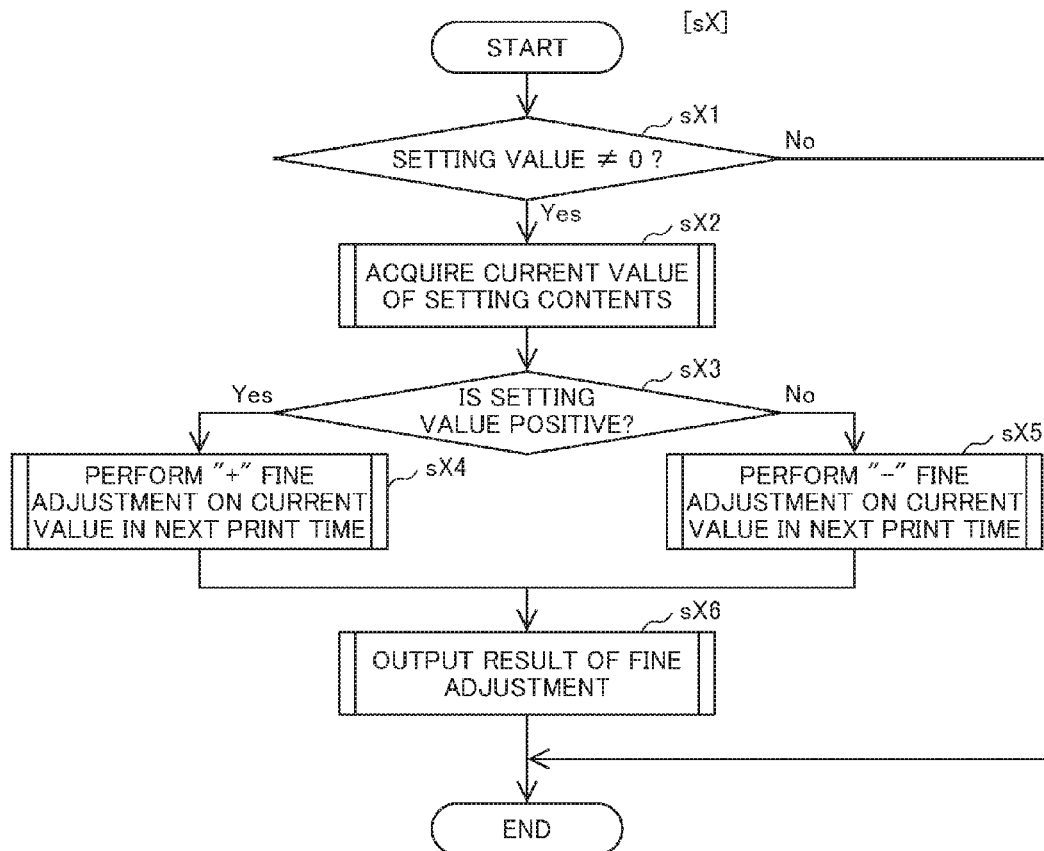 [sX]
START
sX1
SETTING VALUE ≠ 0 ?
No
Yes
sX2
ACQUIRE CURRENT VALUE
OF SETTING CONTENTS
sX3
Yes
IS SETTING
VALUE POSITIVE?
No
sX4
PERFORM "+" FINE
ADJUSTMENT ON CURRENT
VALUE IN NEXT PRINT TIME
sX5
PERFORM "-" FINE
ADJUSTMENT ON CURRENT
VALUE IN NEXT PRINT TIME
sX6
OUTPUT RESULT OF FINE
ADJUSTMENT
END